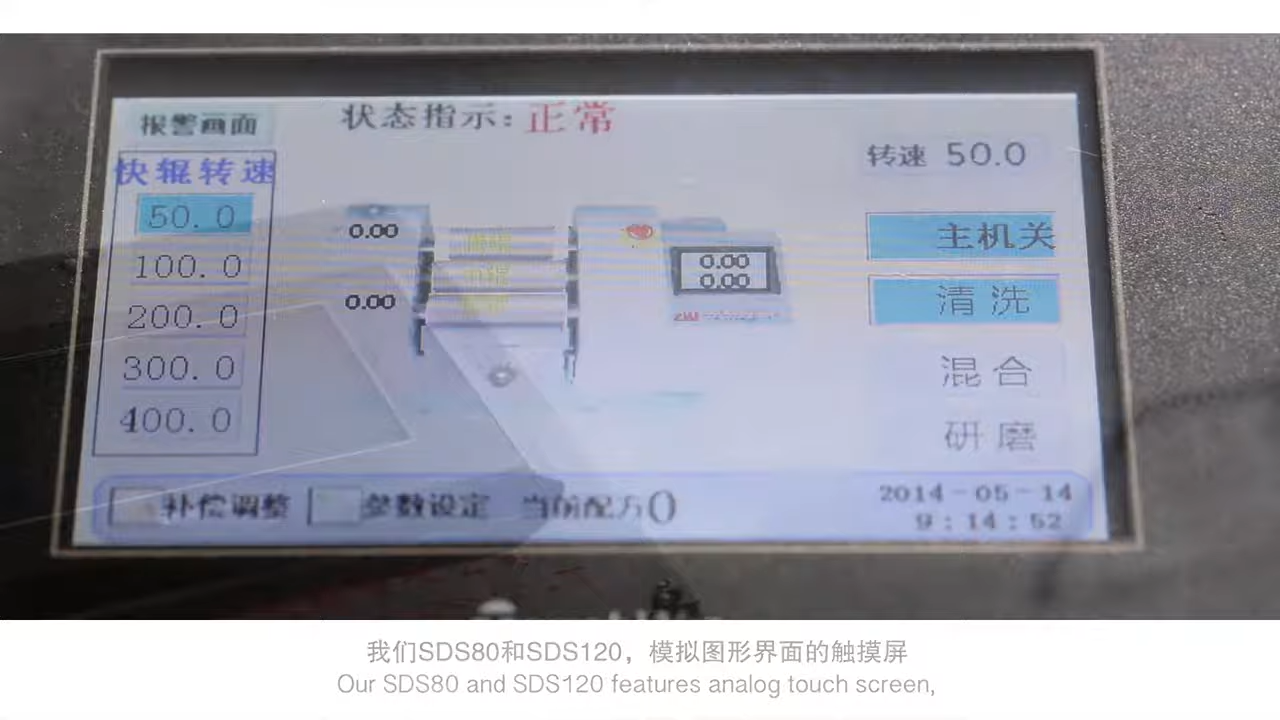 报警画面
状态指示：正常
快辊转速
转速 50.0
50.0
100.0
200.0
300.0
400.0
0.00
0.00
0.00
0.00
主机关
清洗
混合
研磨
补偿调整
参数设定
当前配方0
2014-05-14
9:14:52
我们SDS80和SDS120，模拟图形界面的触摸屏
Our SDS80 and SDS120 features analog touch screen,